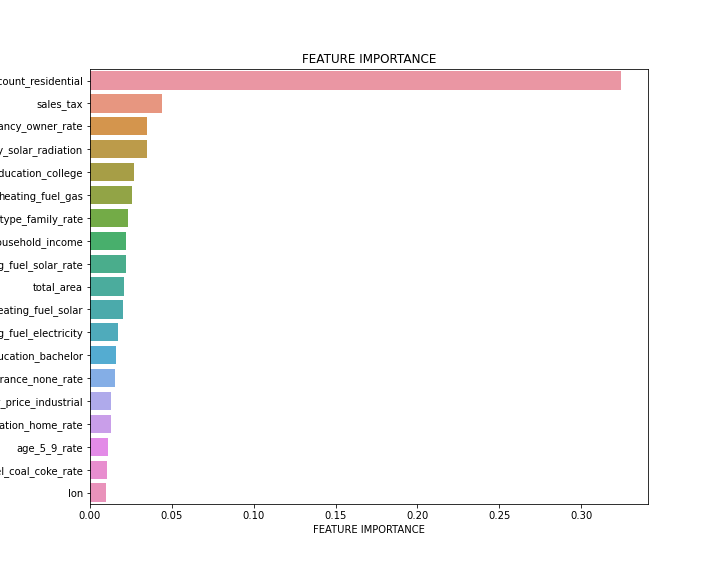 FEATURE IMPORTANCE
count_residential
sales_tax
ancy_owner_rate
y_solar_radiation
ducation_college
heating_fuel_gas
type_family_rate
ousehold_income
g_fuel_solar_rate
total_area
eating_fuel_solar
g_fuel_electricity
ucation_bachelor
rance_none_rate
_price_industrial
ation_home_rate
age_5_9_rate
el_coal_coke_rate
lon
0.00 0.05 0.10 0.15 0.20 0.25 0.30
FEATURE IMPORTANCE